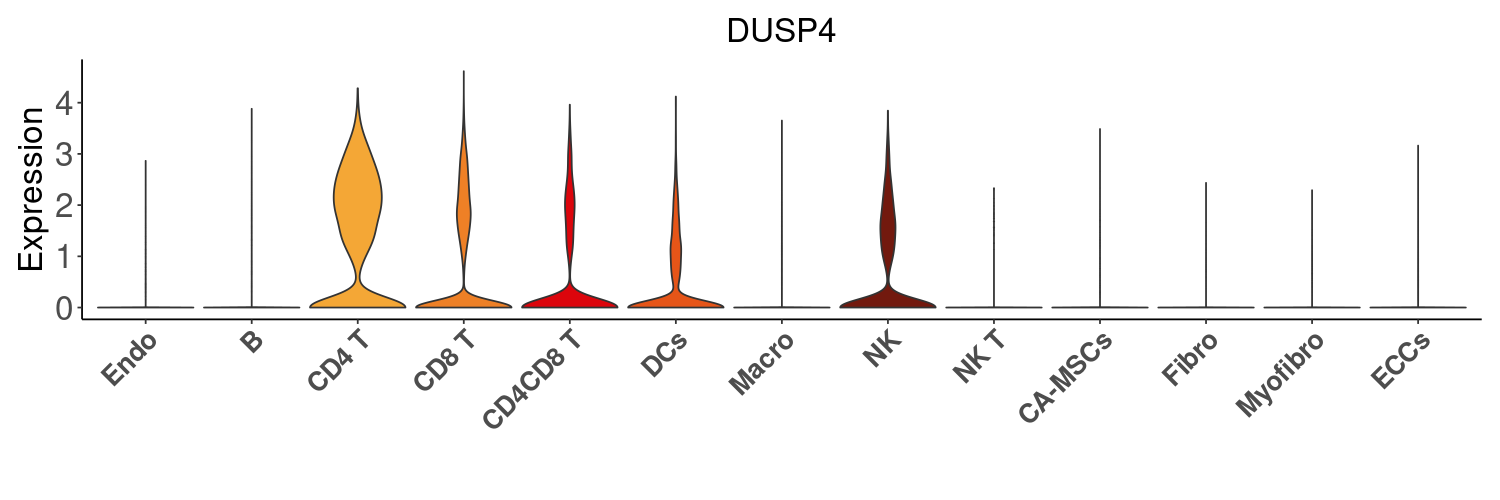 DUSP4
Expression
4
3
2
1
0
Endo
B
CD4 T
CD8 T
CD4CD8 T
DCs
Macro
NK
NK T
CA-MSCs
Fibro
Myofibro
ECCs